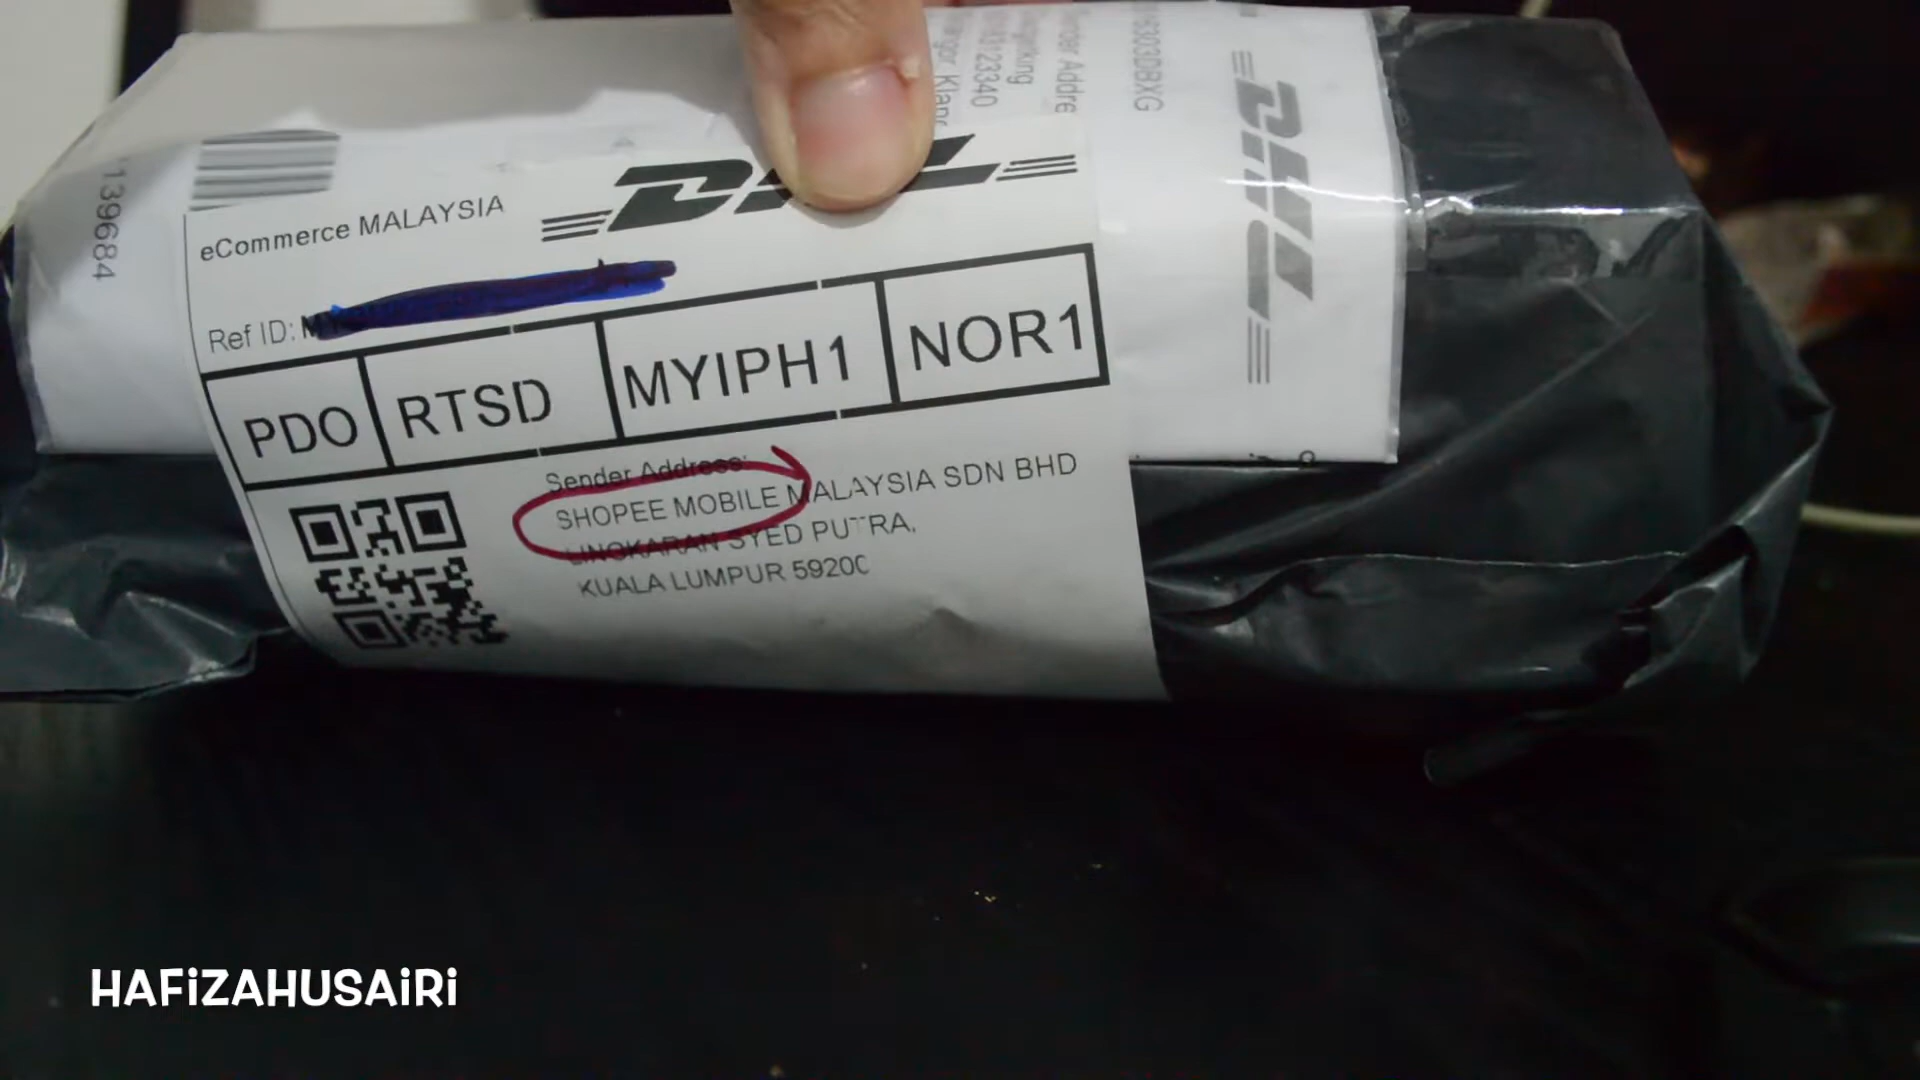 eCommerce MALAYSIA
DHL
Ref ID:
PDO RTSD MYIPH1 NOR1
Sender Address:
SHOPEE MOBILE MALAYSIA SDN BHD
LINGKARAN SYED PUTRA,
KUALA LUMPUR 59200
139684
Sender Addre
DHL
HAFiZAHUSAiRi